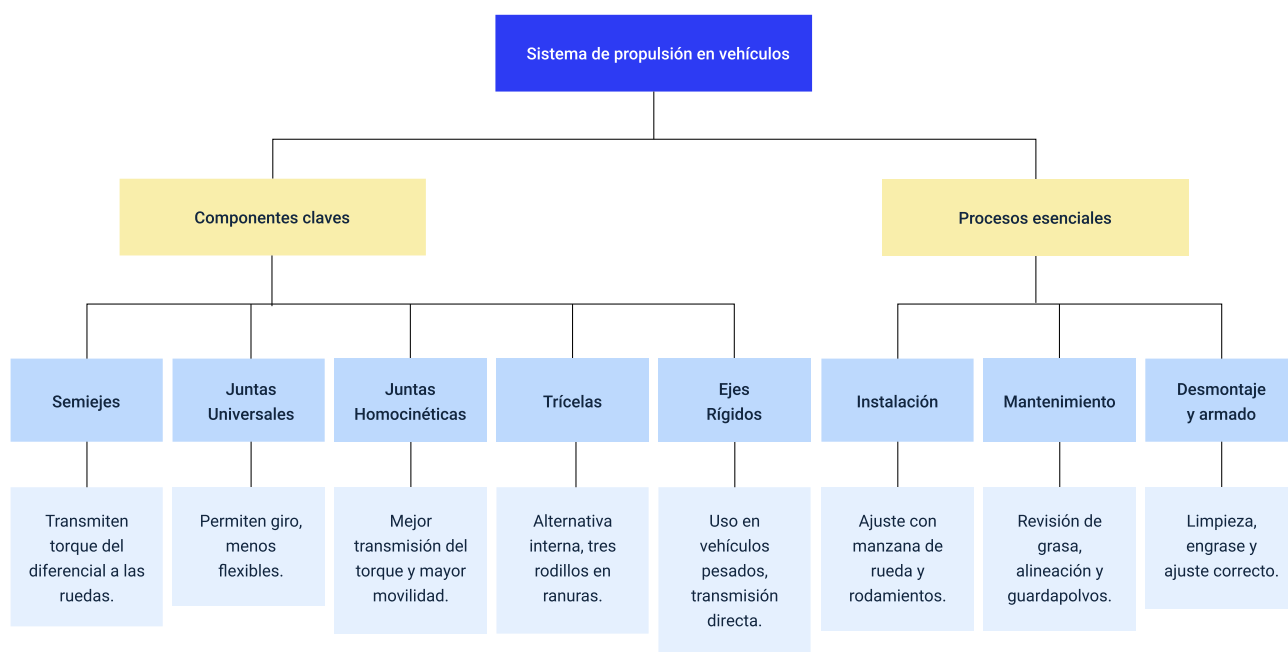 Sistema de propulsión en vehículos
Componentes claves
Procesos esenciales
Semiejes
Juntas
Universales
Juntas
Homocinéticas
Trícelas
Ejes
Rígidos
Instalación
Mantenimiento
Desmontaje
y armado
Transmiten
torque del
diferencial a las
ruedas.
Permiten giro,
menos
flexibles.
Mejor
transmisión del
torque y mayor
movilidad.
Alternativa
interna, tres
rodillos en
ranuras.
Uso en
vehículos
pesados,
transmisión
directa.
Ajuste con
manzana de
rueda y
rodamientos.
Revisión de
grasa,
alineación y
guardapolvos.
Limpieza,
engrase y
ajuste correcto.